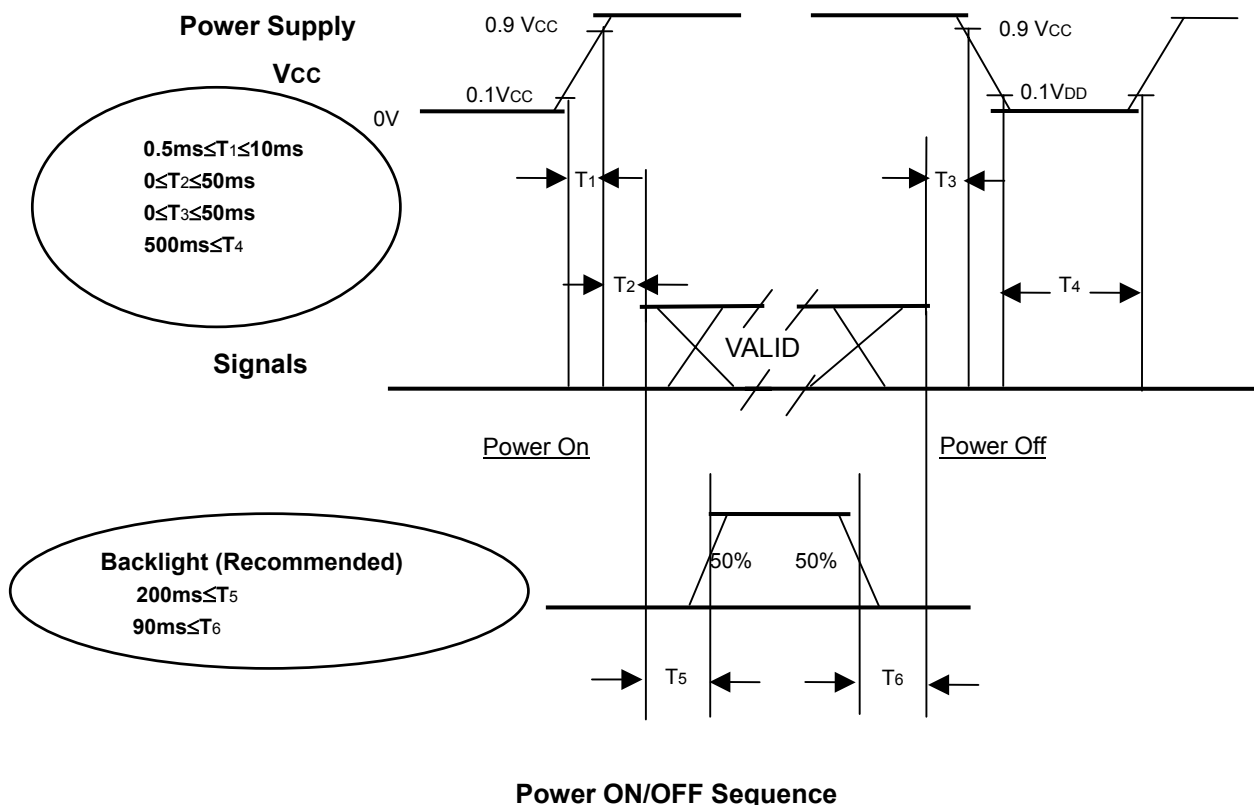 Power Supply
VCC
0V
0.1VCC
0.9 VCC
0.9 VCC
0.1VDD
0.5ms≤T1≤10ms
0≤T2≤50ms
0≤T3≤50ms
500ms≤T4
T1
T3
T2
T4
VALID
Signals
Power On
Power Off
Backlight (Recommended)
200ms≤T5
90ms≤T6
50%
50%
T5
T6
Power ON/OFF Sequence